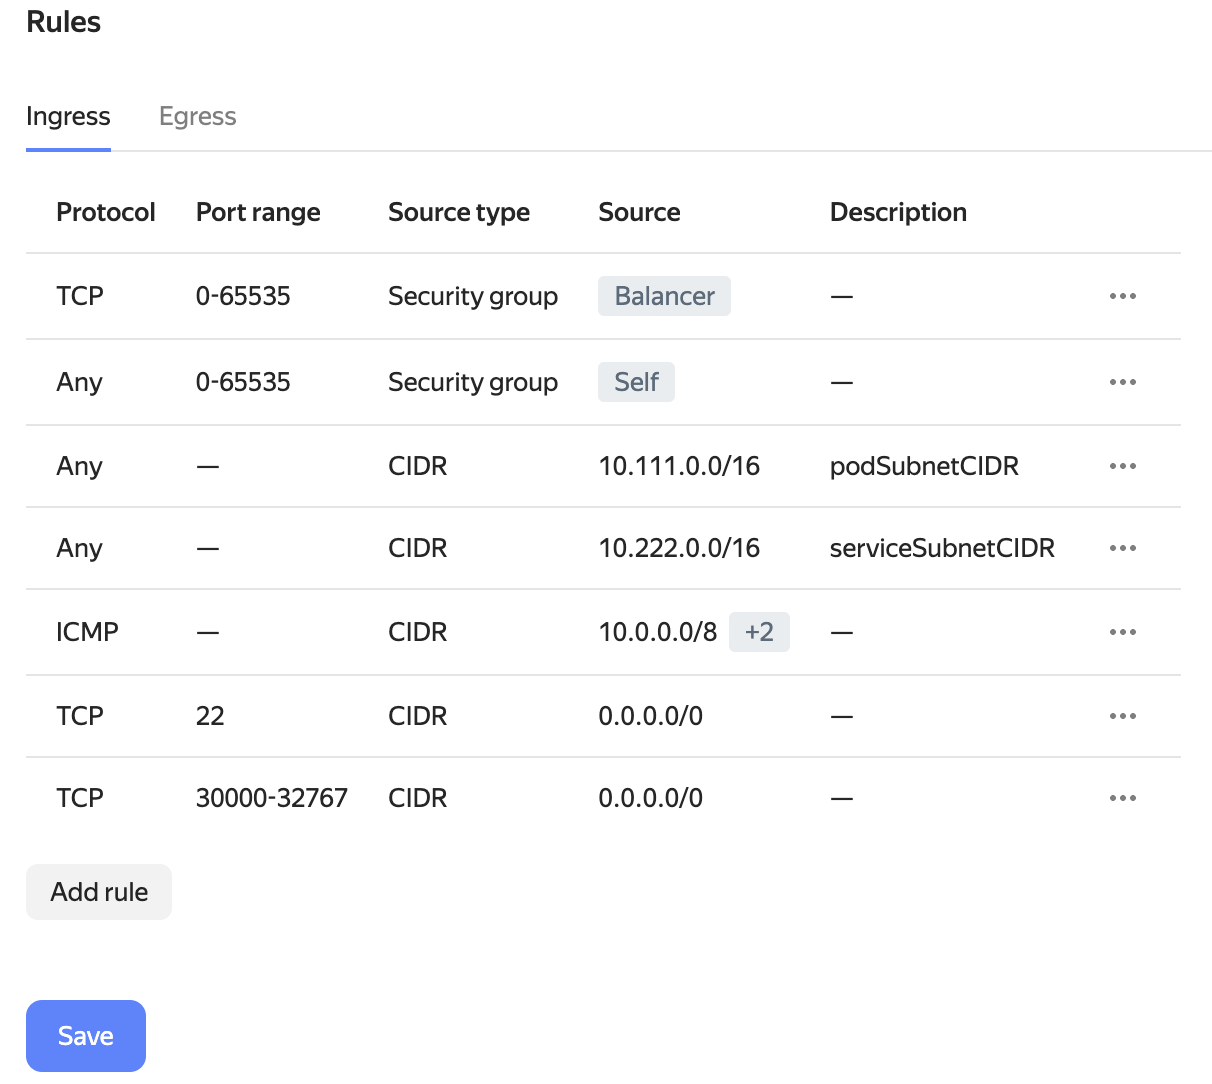 Rules
Ingress Egress
Protocol Port range Source type Source Description
TCP 0-65535 Security group Balancer —
Any 0-65535 Security group Self —
Any — CIDR 10.111.0.0/16 podSubnetCIDR
Any — CIDR 10.222.0.0/16 serviceSubnetCIDR
ICMP — CIDR 10.0.0.0/8 +2 —
TCP 22 CIDR 0.0.0.0/0 —
TCP 30000-32767 CIDR 0.0.0.0/0 —
Add rule
Save